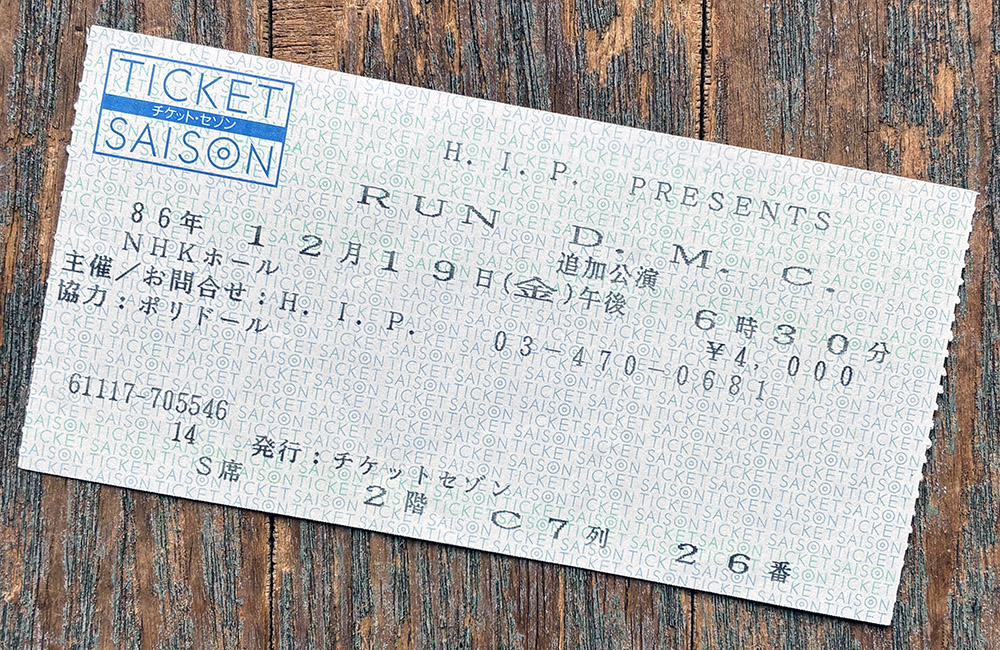 TICKET
チケット・セゾン
SAISON
H. I. P. PRESENTS
RUN D. M. C.
追加公演
86年 12月19日(金)午後 6時30分
NHKホール ¥4,000
主催/お問合せ:H. I. P. 03-470-0681
協力:ポリドール
61117-705546
14 発行:チケットセゾン
S席 2階 C7列 26番